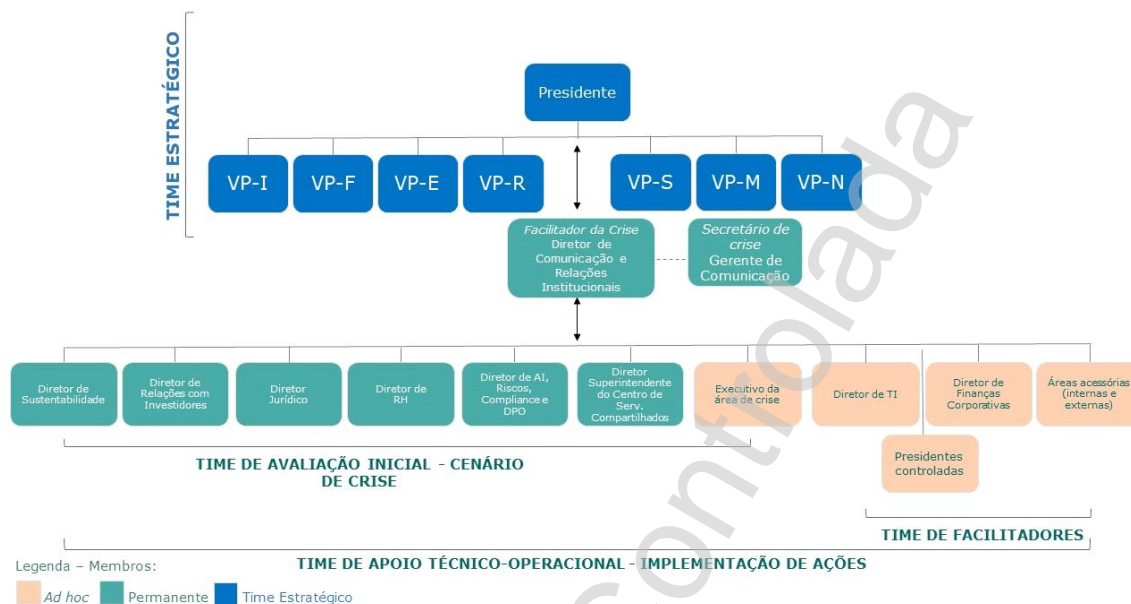 TIME ESTRATÉGICO
Presidente
VP-I
VP-F
VP-E
VP-R
VP-S
VP-M
VP-N
Facilitador da Crise
Diretor de
Comunicação e
Relações
Institucionais
Secretário de
crise
Gerente de
Comunicação
Diretor de
Sustentabilidade
Diretor de
Relações com
Investidores
Diretor
Jurídico
Diretor de
RH
Diretor de AI,
Riscos,
Compliance e
DPO
Diretor
Superintendente
do Centro de
Serv.
Compartilhados
Executivo da
área de crise
Diretor de TI
Diretor de
Finanças
Corporativas
Áreas acessórias
(internas e
externas)
Presidentes
controladas
TIME DE AVALIAÇÃO INICIAL - CENÁRIO
DE CRISE
TIME DE FACILITADORES
TIME DE APOIO TÉCNICO-OPERACIONAL - IMPLEMENTAÇÃO DE AÇÕES
Legenda – Membros:
Ad hoc
Permanente
Time Estratégico
Controlada